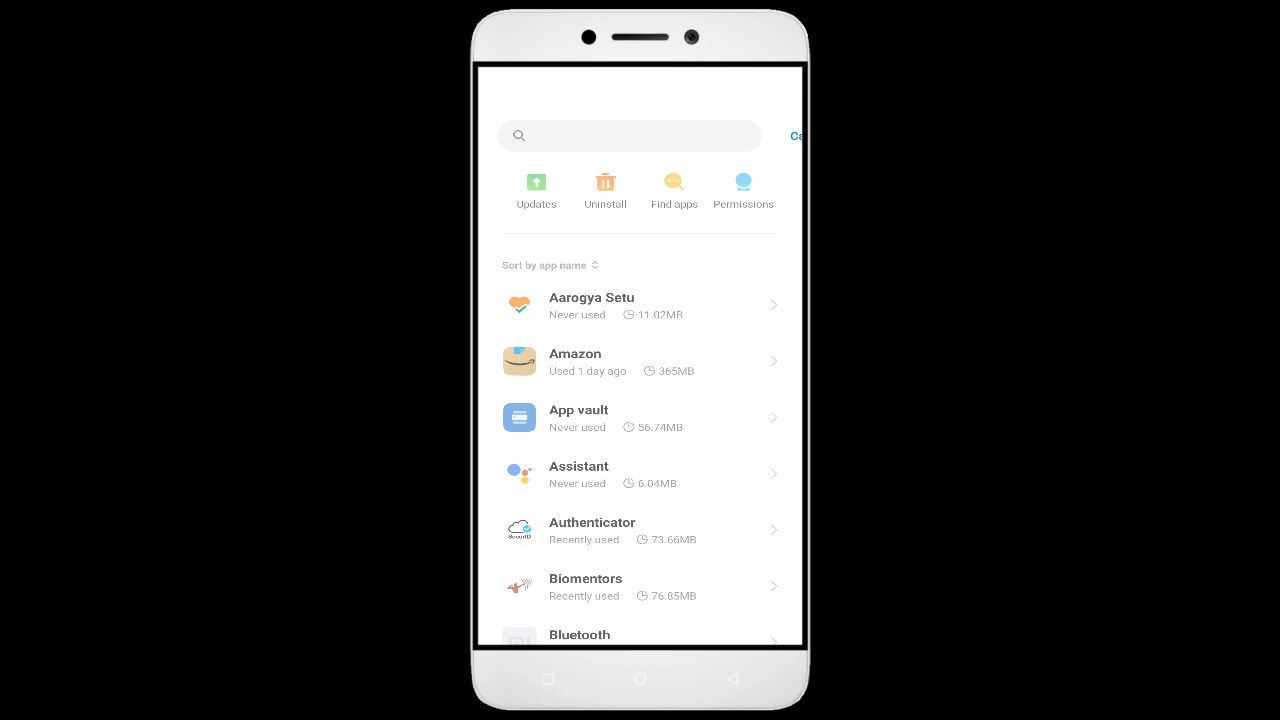 Ca
Updates Uninstall Find apps Permissions
Sort by app name
Aarogya Setu
Never used 11.02MB
Amazon
Used 1 day ago 365MB
App vault
Never used 56.74MB
Assistant
Never used 6.04MB
Authenticator
Recently used 73.66MB
Biomentors
Recently used 76.85MB
Bluetooth